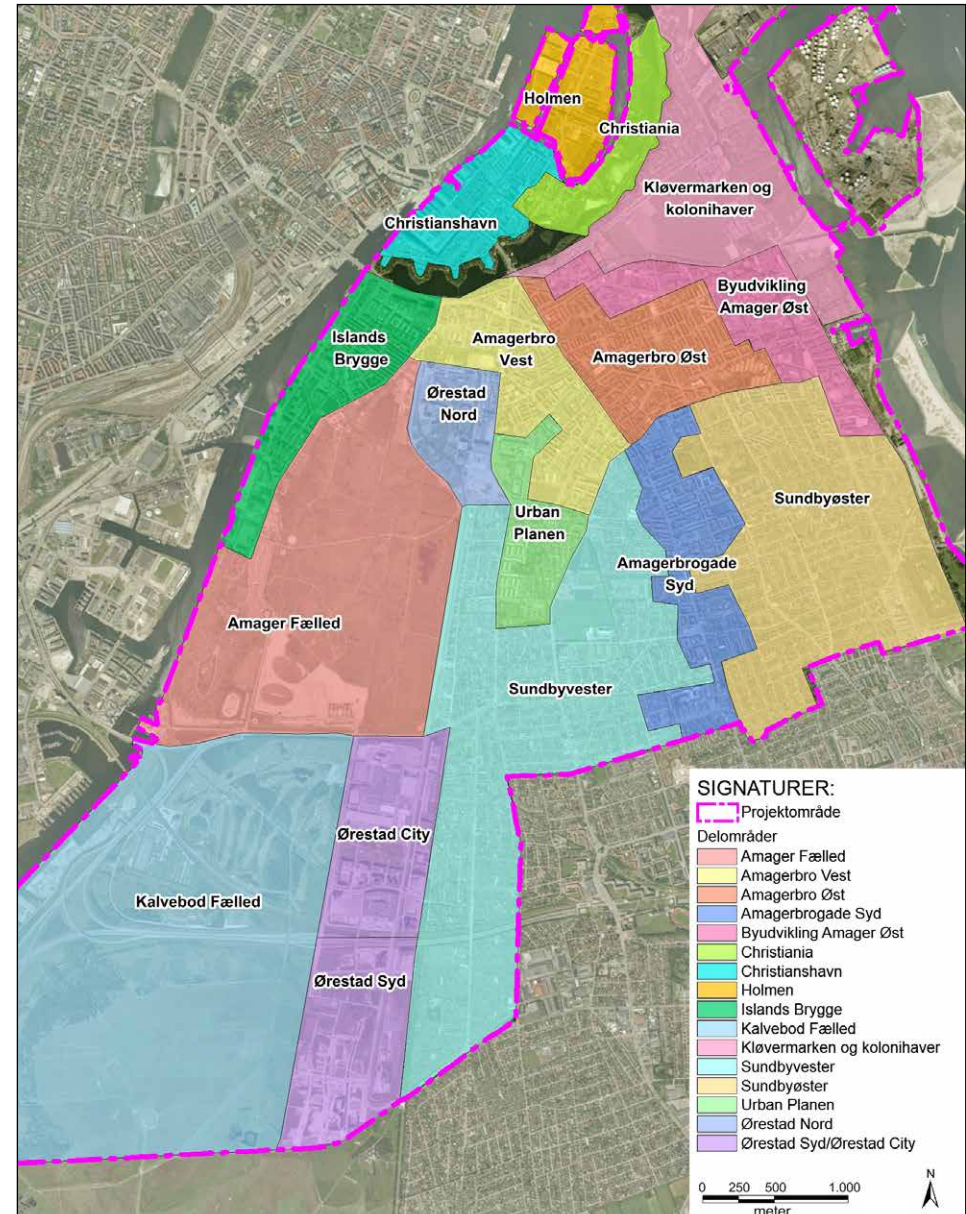 Holmen
Christiania
Kløvermarken og
kolonihaver
Christianshavn
Byudvikling
Amager Øst
Islands
Brygge
Amagerbro
Vest
Amagerbro Øst
Ørestad
Nord
Sundbyøster
Urban
Planen
Amagerbrogade
Syd
Amager Fælled
Sundbyvester
Ørestad City
Kalvebod Fælled
Ørestad Syd
SIGNATURER:
Projektområde
Delområder
Amager Fælled
Amagerbro Vest
Amagerbro Øst
Amagerbrogade Syd
Byudvikling Amager Øst
Christiania
Christianshavn
Holmen
Islands Brygge
Kalvebod Fælled
Kløvermarken og kolonihaver
Sundbyvester
Sundbyøster
Urban Planen
Ørestad Nord
Ørestad Syd/Ørestad City
N
0 250 500 1.000
meter